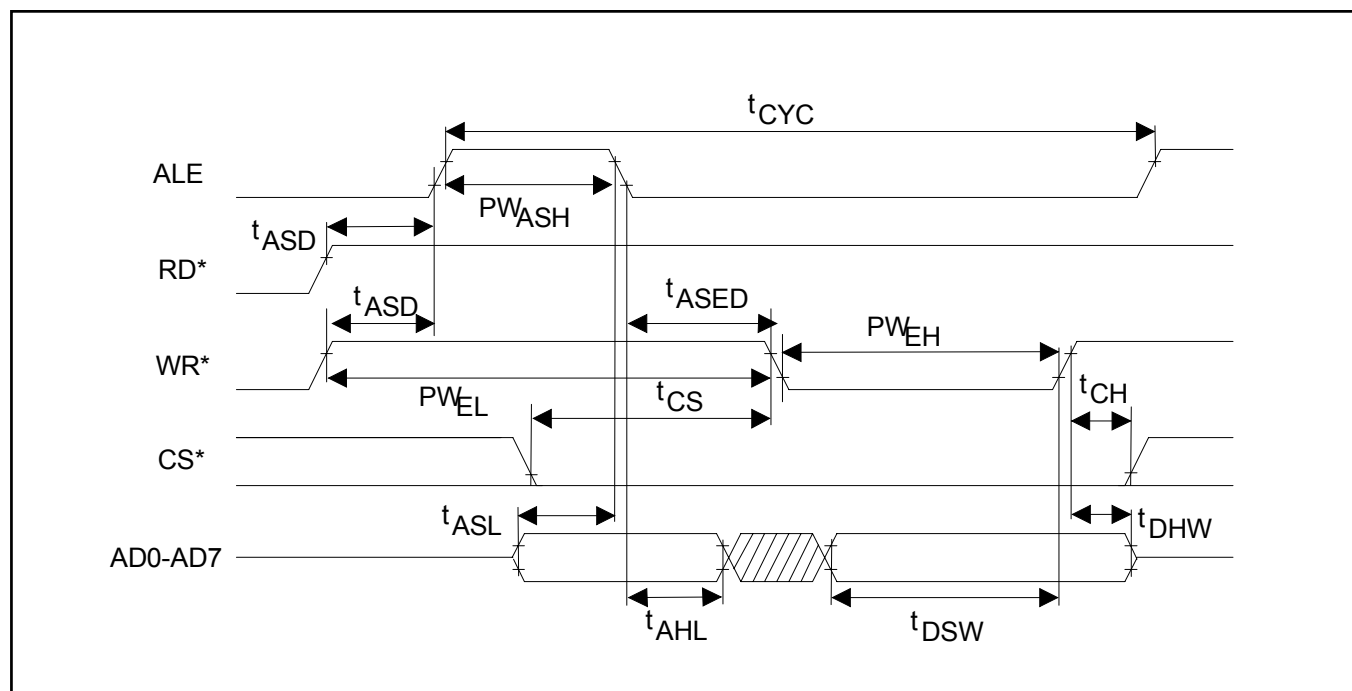 tCYC
ALE
PWASH
tASD
RD*
tASD
tASED
PWEH
WR*
PWEL
tCS
tCH
CS*
tASL
tDHW
AD0-AD7
tAHL
tDSW